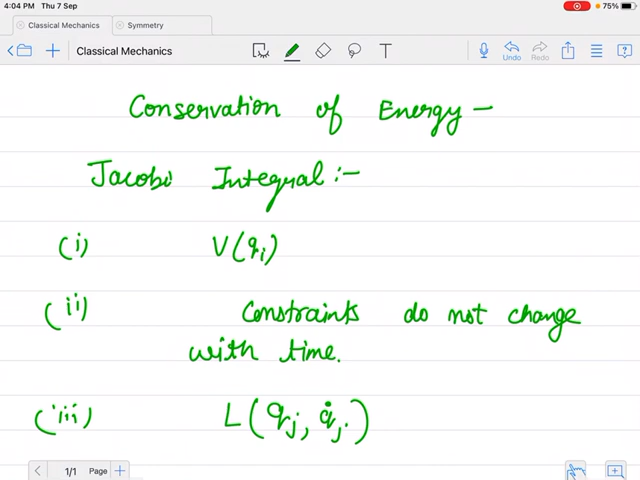 4:04 PM Thu 7 Sep
75%
Classical Mechanics
Symmetry
Classical Mechanics
T
Undo
Redo
Conservation of Energy –
Jacobi Integral :–
(i) V(qᵢ)
(ii) Constraints do not change
with time.
(iii) L(qⱼ, q̇ⱼ.)
1/1 Page